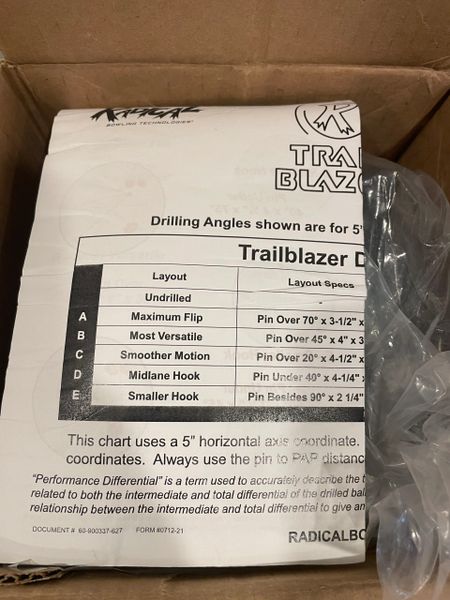 RADICAL
BOWLING TECHNOLOGIES
TRAI
BLAZ
Drilling Angles shown are for 5"
Trailblazer D
Layout Layout Specs
Undrilled -
A Maximum Flip Pin Over 70° x 3-1/2" x
B Most Versatile Pin Over 45° x 4" x 3
C Smoother Motion Pin Over 20° x 4-1/2" x
D Midlane Hook Pin Under 40° x 4-1/4" x
E Smaller Hook Pin Besides 90° x 2 1/4"
This chart uses a 5" horizontal axis coordinate.
coordinates. Always use the pin to PAP distanc
"Performance Differential" is a term used to accurately describe the t
related to both the intermediate and total differential of the drilled bal
relationship between the intermediate and total differential to give an
DOCUMENT # 60-900337-627 FORM #0712-21
RADICALBO